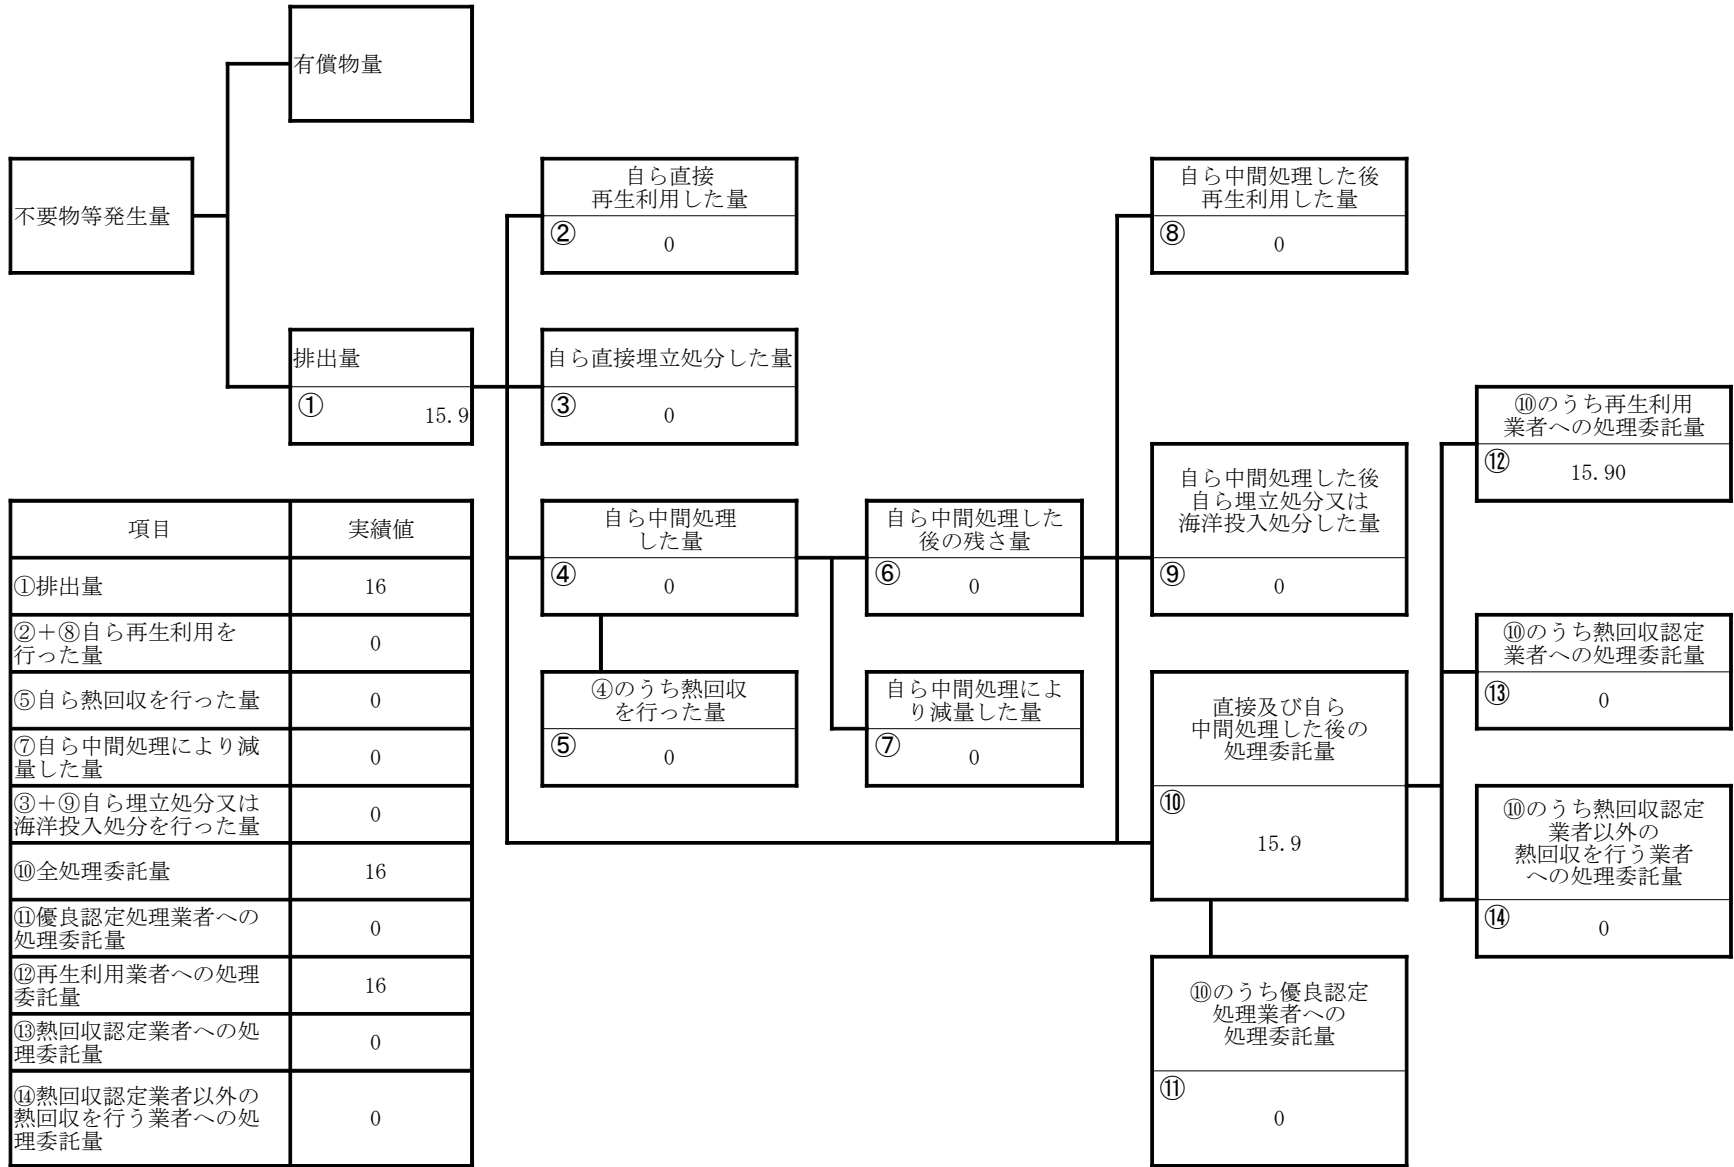 有償物量
不要物等発生量
自ら直接
再生利用した量
②
0
自ら中間処理した後
再生利用した量
⑧
0
排出量
①
15.9
自ら直接埋立処分した量
③
0
⑩のうち再生利用
業者への処理委託量
⑫
15.90
自ら中間処理
した量
④
0
自ら中間処理した
後の残さ量
⑥
0
自ら中間処理した後
自ら埋立処分又は
海洋投入処分した量
⑨
0
⑩のうち熱回収認定
業者への処理委託量
⑬
0
④のうち熱回収
を行った量
⑤
0
自ら中間処理によ
り減量した量
⑦
0
直接及び自ら
中間処理した後の
処理委託量
⑩
15.9
⑩のうち熱回収認定
業者以外の
熱回収を行う業者
への処理委託量
⑭
0
⑩のうち優良認定
処理業者への
処理委託量
⑪
0
項目 実績値
①排出量 16
②＋⑧自ら再生利用を
行った量 0
⑤自ら熱回収を行った量 0
⑦自ら中間処理により減
量した量 0
③＋⑨自ら埋立処分又は
海洋投入処分を行った量 0
⑩全処理委託量 16
⑪優良認定処理業者への
処理委託量 0
⑫再生利用業者への処理
委託量 16
⑬熱回収認定業者への処
理委託量 0
⑭熱回収認定業者以外の
熱回収を行う業者への処
理委託量 0